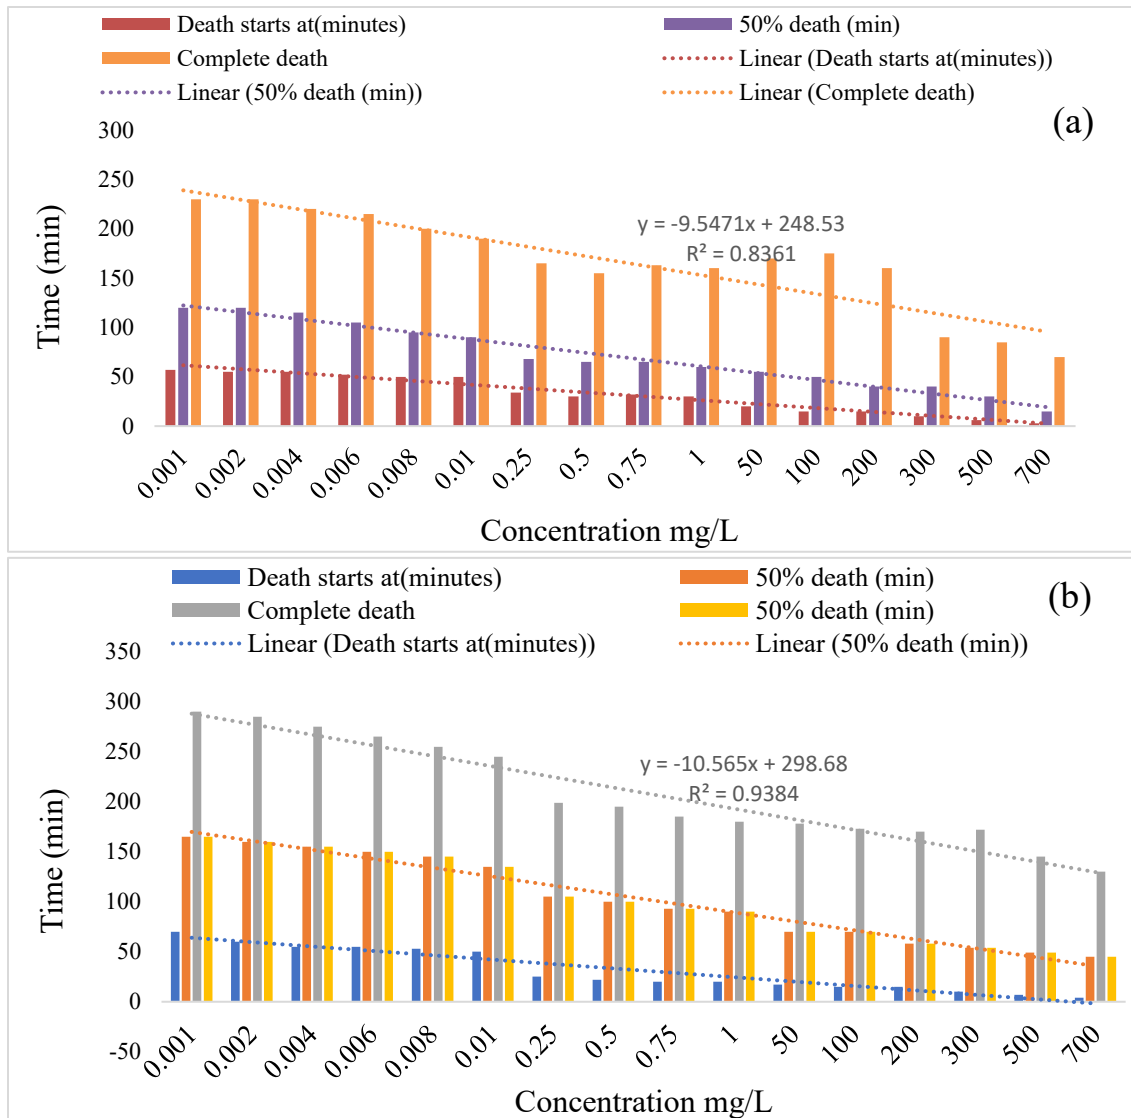 Death starts at(minutes) 50% death (min)
Complete death Linear (Death starts at(minutes))
Linear (50% death (min)) Linear (Complete death)
(a)
300
250
200
150
100
50
0
Time (min)
y = -9.5471x + 248.53
R² = 0.8361
0.001 0.002 0.004 0.006 0.008 0.01 0.25 0.5 0.75 1 50 100 200 300 500 700
Concentration mg/L
Death starts at(minutes) 50% death (min)
Complete death 50% death (min)
Linear (Death starts at(minutes)) Linear (50% death (min))
(b)
350
300
250
200
150
100
50
0
-50
Time (min)
y = -10.565x + 298.68
R² = 0.9384
0.001 0.002 0.004 0.006 0.008 0.01 0.25 0.5 0.75 1 50 100 200 300 500 700
Concentration mg/L